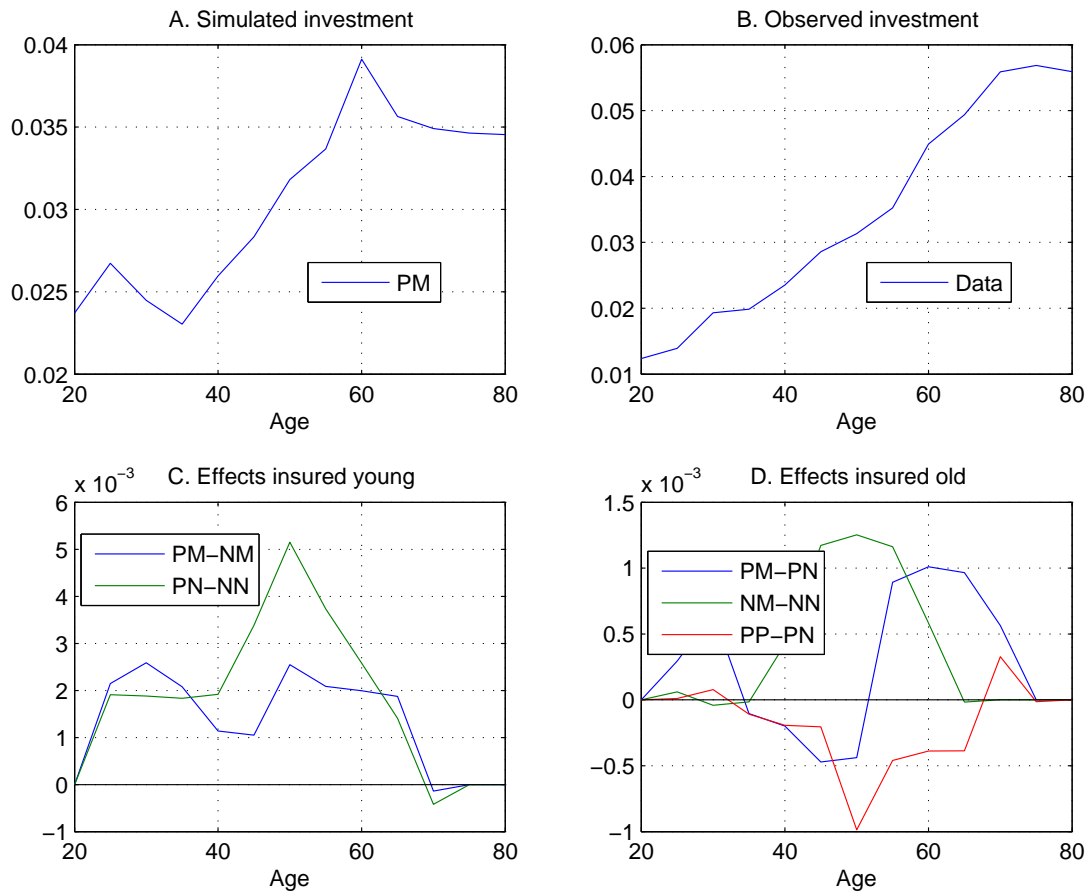 A. Simulated investment
0.04
0.035
0.03
0.025
0.02
PM
20 40 60 80
Age
B. Observed investment
0.06
0.05
0.04
0.03
0.02
0.01
Data
20 40 60 80
Age
x 10−3
C. Effects insured young
6
5
4
3
2
1
0
−1
PM−NM
PN−NN
20 40 60 80
Age
x 10−3
D. Effects insured old
1.5
1
0.5
0
−0.5
−1
PM−PN
NM−NN
PP−PN
20 40 60 80
Age